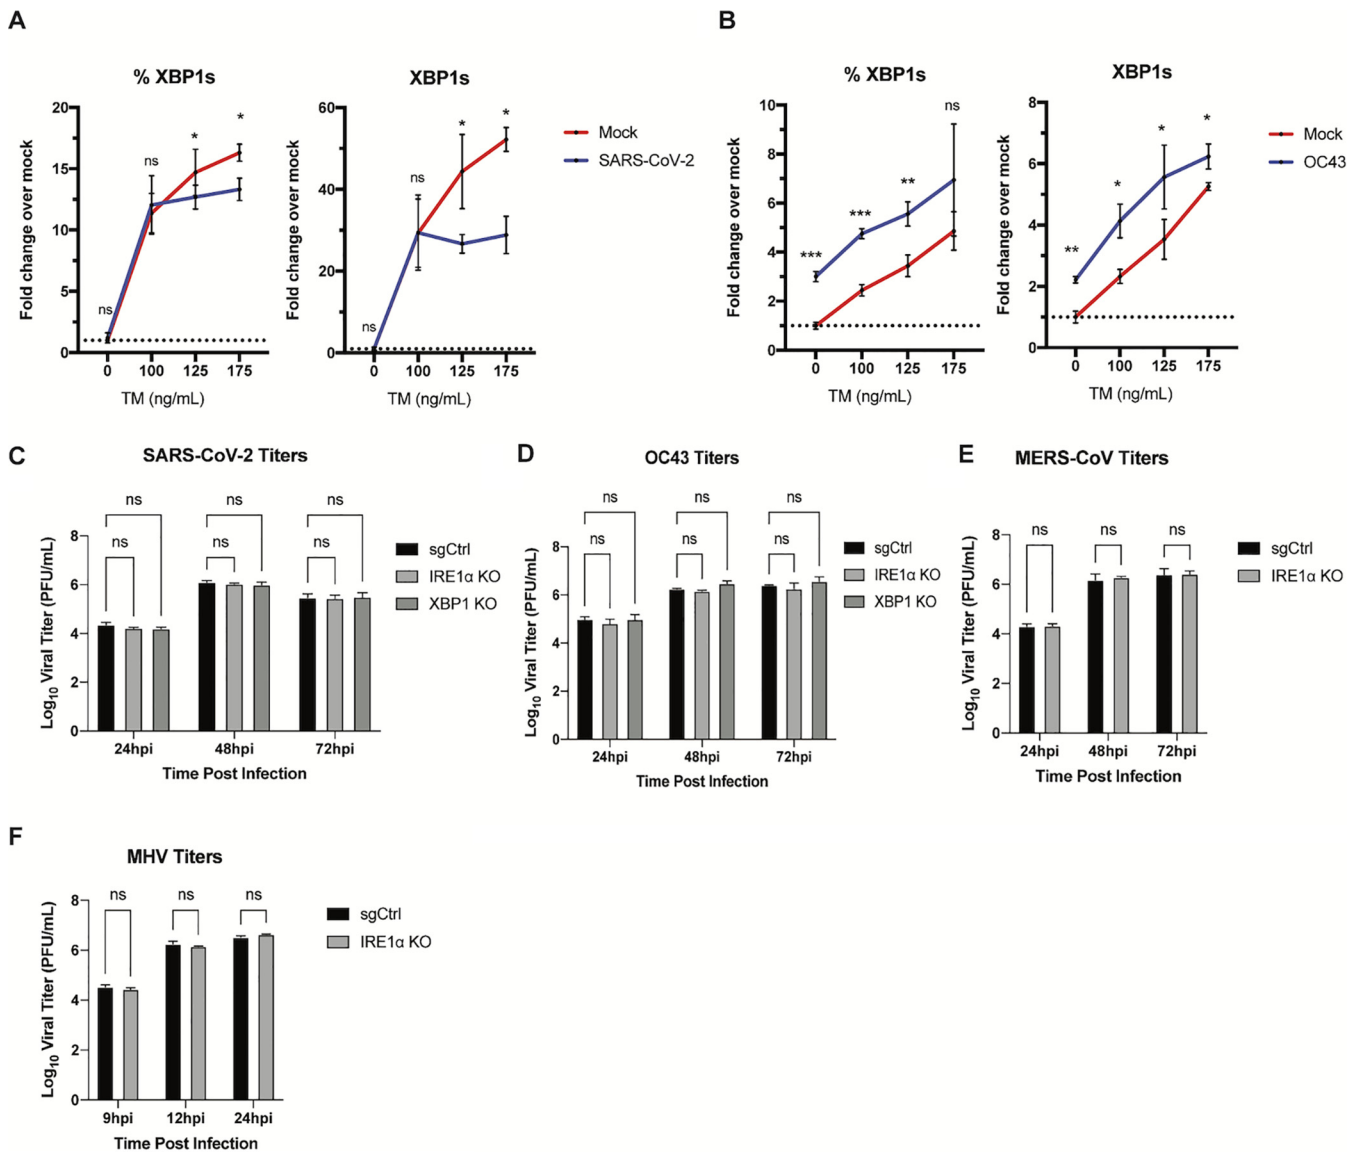 A
% XBP1s
Fold change over mock
20
15
10
5
0
ns
ns
*
*
0 100 125 175
TM (ng/mL)
XBP1s
Fold change over mock
60
40
20
0
ns
ns
*
*
0 100 125 175
TM (ng/mL)
Mock
SARS-CoV-2
B
% XBP1s
Fold change over mock
10
8
6
4
2
0
***
***
**
ns
0 100 125 175
TM (ng/mL)
XBP1s
Fold change over mock
8
6
4
2
0
**
*
*
*
0 100 125 175
TM (ng/mL)
Mock
OC43
C
SARS-CoV-2 Titers
Log10 Viral Titer (PFU/mL)
8
6
4
2
0
ns ns ns
ns ns ns
24hpi 48hpi 72hpi
Time Post Infection
sgCtrl
IRE1α KO
XBP1 KO
D
OC43 Titers
Log10 Viral Titer (PFU/mL)
8
6
4
2
0
ns ns ns
ns ns ns
24hpi 48hpi 72hpi
Time Post Infection
sgCtrl
IRE1α KO
XBP1 KO
E
MERS-CoV Titers
Log10 Viral Titer (PFU/mL)
8
6
4
2
0
ns ns ns
24hpi 48hpi 72hpi
Time Post Infection
sgCtrl
IRE1α KO
F
MHV Titers
Log10 Viral Titer (PFU/mL)
8
6
4
2
0
ns ns ns
9hpi 12hpi 24hpi
Time Post Infection
sgCtrl
IRE1α KO